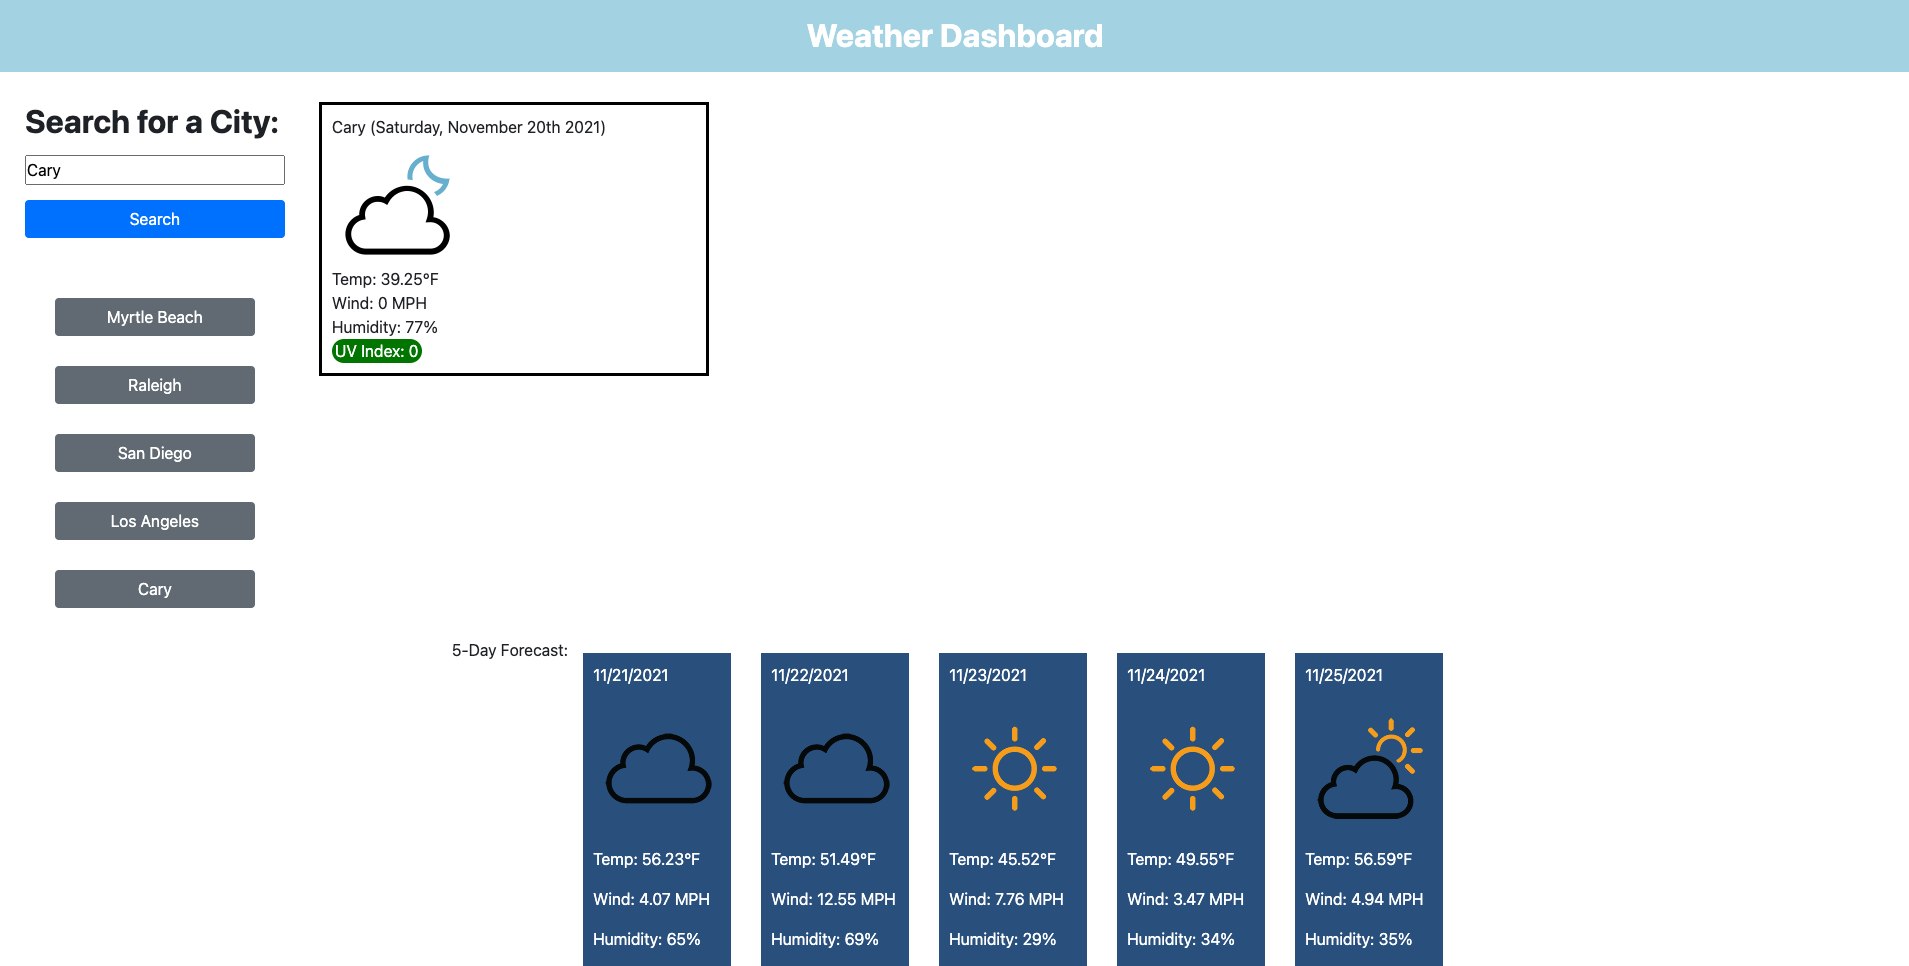 Weather Dashboard
Search for a City:
Cary
Search
Myrtle Beach
Raleigh
San Diego
Los Angeles
Cary
Cary (Saturday, November 20th 2021)
Temp: 39.25°F
Wind: 0 MPH
Humidity: 77%
UV Index: 0
5-Day Forecast:
11/21/2021
Temp: 56.23°F
Wind: 4.07 MPH
Humidity: 65%
11/22/2021
Temp: 51.49°F
Wind: 12.55 MPH
Humidity: 69%
11/23/2021
Temp: 45.52°F
Wind: 7.76 MPH
Humidity: 29%
11/24/2021
Temp: 49.55°F
Wind: 3.47 MPH
Humidity: 34%
11/25/2021
Temp: 56.59°F
Wind: 4.94 MPH
Humidity: 35%